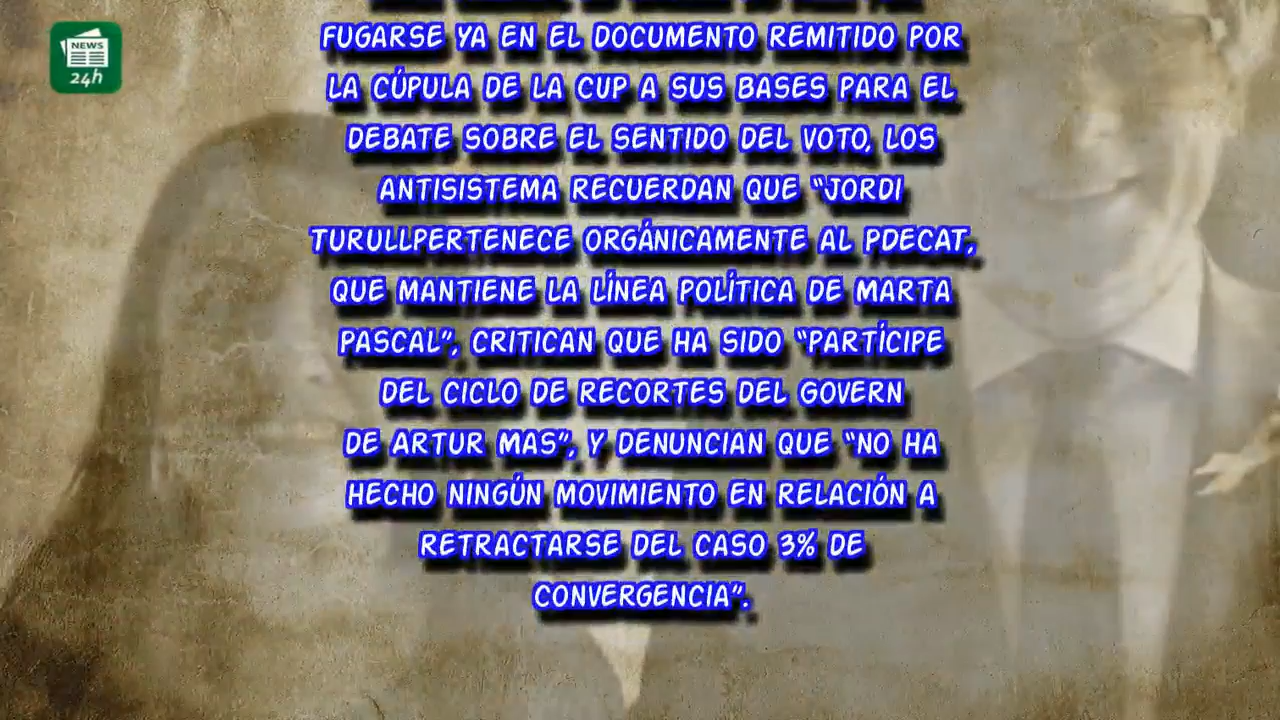 NEWS
24h
FUGARSE YA EN EL DOCUMENTO REMITIDO POR
LA CÚPULA DE LA CUP A SUS BASES PARA EL
DEBATE SOBRE EL SENTIDO DEL VOTO, LOS
ANTISISTEMA RECUERDAN QUE “JORDI
TURULLPERTENECE ORGÁNICAMENTE AL PDECAT,
QUE MANTIENE LA LÍNEA POLÍTICA DE MARTA
PASCAL”, CRITICAN QUE HA SIDO “PARTÍCIPE
DEL CICLO DE RECORTES DEL GOVERN
DE ARTUR MAS”, Y DENUNCIAN QUE “NO HA
HECHO NINGÚN MOVIMIENTO EN RELACIÓN A
RETRACTARSE DEL CASO 3% DE
CONVERGENCIA”.